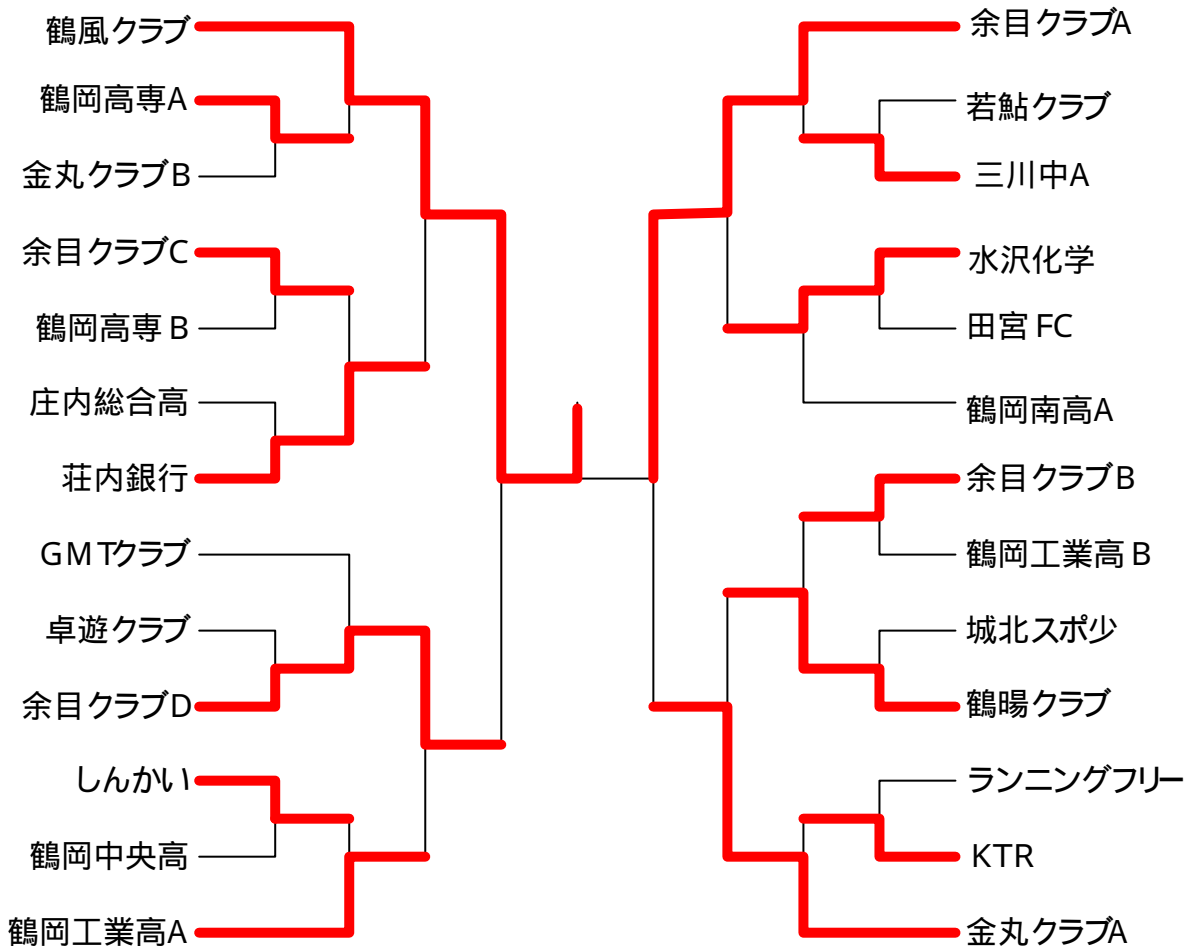 鶴風クラブ
鶴岡高専A
金丸クラブB
余目クラブC
鶴岡高専B
庄内総合高
荘内銀行
GMTクラブ
卓遊クラブ
余目クラブD
しんかい
鶴岡中央高
鶴岡工業高A
余目クラブA
若鮎クラブ
三川中A
水沢化学
田宮FC
鶴岡南高A
余目クラブB
鶴岡工業高B
城北スポ少
鶴暘クラブ
ランニングフリー
KTR
金丸クラブA